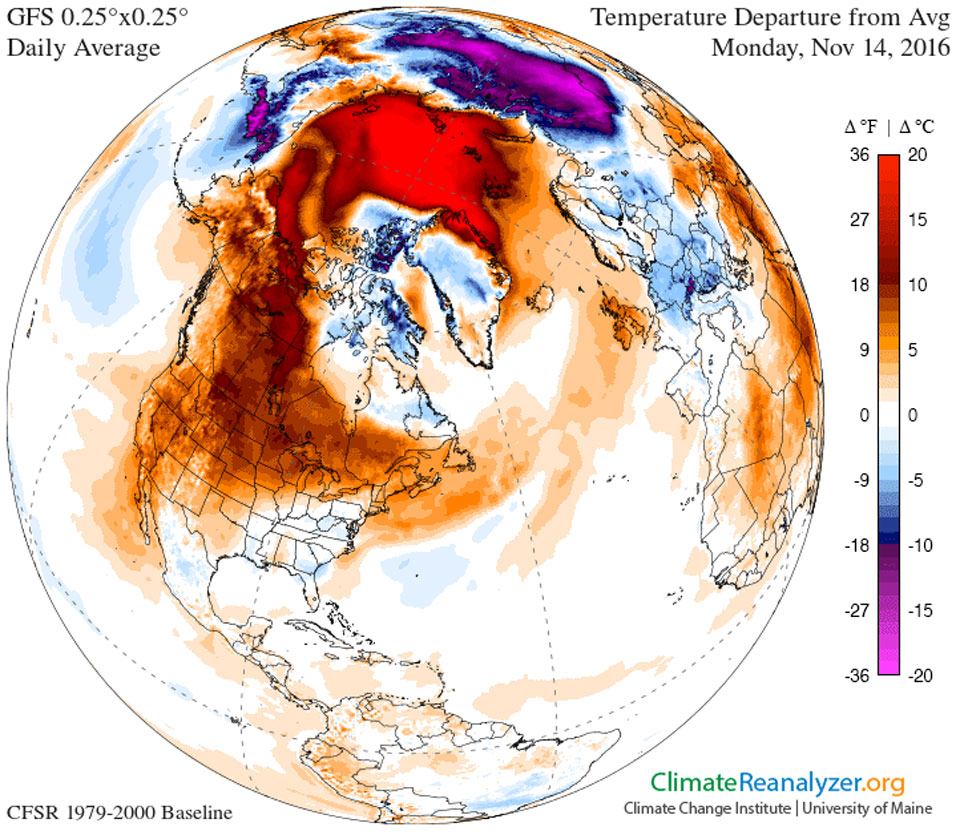 GFS 0.25°x0.25°
Daily Average
Temperature Departure from Avg
Monday, Nov 14, 2016
Δ °F | Δ °C
36 20
27 15
18 10
9 5
0 0
-9 -5
-18 -10
-27 -15
-36 -20
ClimateReanalyzer.org
Climate Change Institute | University of Maine
CFSR 1979-2000 Baseline